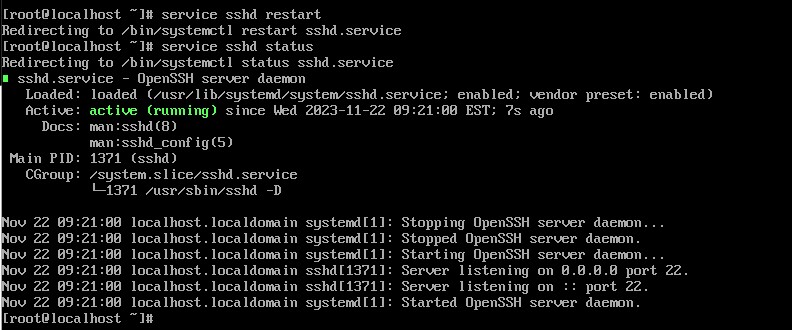 [root@localhost ~]# service sshd restart
Redirecting to /bin/systemctl restart sshd.service
[root@localhost ~]# service sshd status
Redirecting to /bin/systemctl status sshd.service
sshd.service - OpenSSH server daemon
Loaded: loaded (/usr/lib/systemd/system/sshd.service; enabled; vendor preset: enabled)
Active: active (running) since Wed 2023-11-22 09:21:00 EST; 7s ago
Docs: man:sshd(8)
man:sshd_config(5)
Main PID: 1371 (sshd)
CGroup: /system.slice/sshd.service
└─1371 /usr/sbin/sshd -D
Nov 22 09:21:00 localhost.localdomain systemd[1]: Stopping OpenSSH server daemon...
Nov 22 09:21:00 localhost.localdomain systemd[1]: Stopped OpenSSH server daemon.
Nov 22 09:21:00 localhost.localdomain systemd[1]: Starting OpenSSH server daemon...
Nov 22 09:21:00 localhost.localdomain sshd[1371]: Server listening on 0.0.0.0 port 22.
Nov 22 09:21:00 localhost.localdomain sshd[1371]: Server listening on :: port 22.
Nov 22 09:21:00 localhost.localdomain systemd[1]: Started OpenSSH server daemon.
[root@localhost ~]#